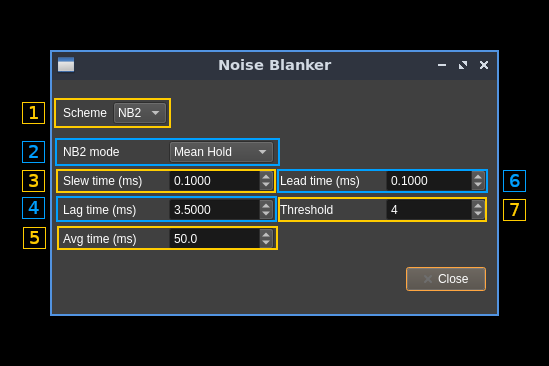 Noise Blanker
1 Scheme NB2
2 NB2 mode Mean Hold
3 Slew time (ms) 0.1000 Lead time (ms) 0.1000 6
4 Lag time (ms) 3.5000 Threshold 4 7
5 Avg time (ms) 50.0
Close